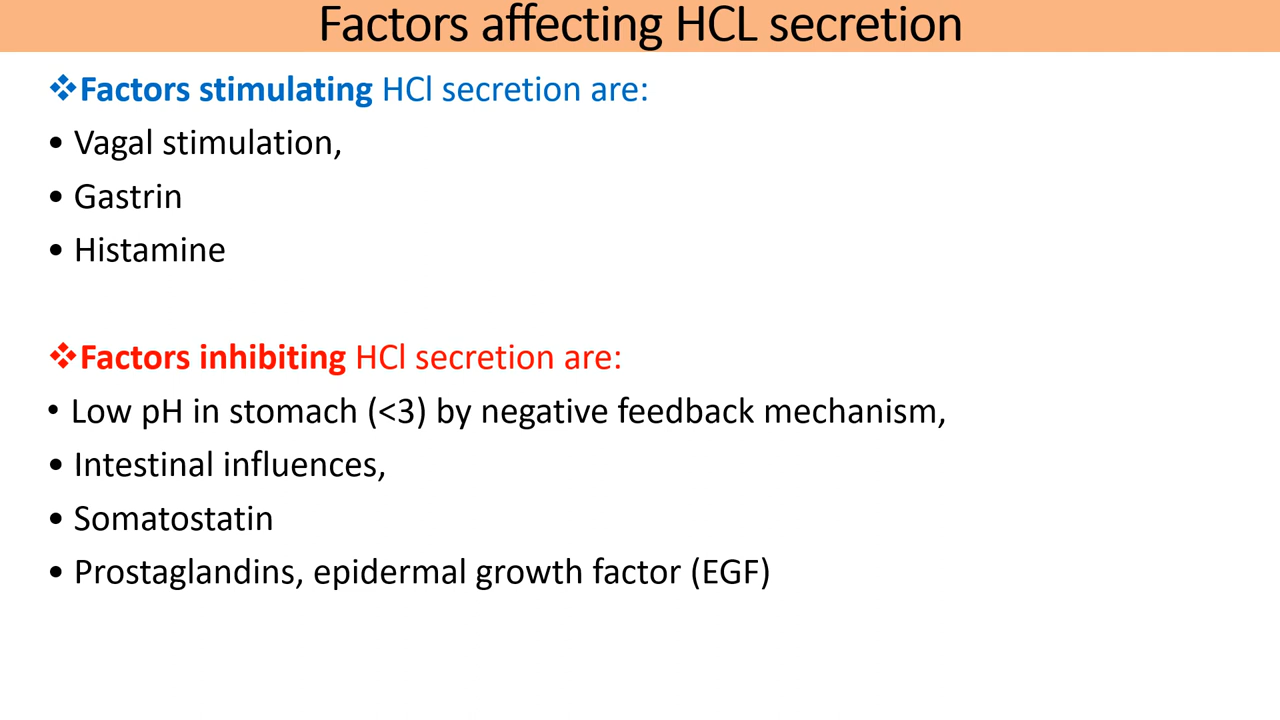 Factors affecting HCL secretion
❖Factors stimulating HCl secretion are:
• Vagal stimulation,
• Gastrin
• Histamine
❖Factors inhibiting HCl secretion are:
• Low pH in stomach (<3) by negative feedback mechanism,
• Intestinal influences,
• Somatostatin
• Prostaglandins, epidermal growth factor (EGF)